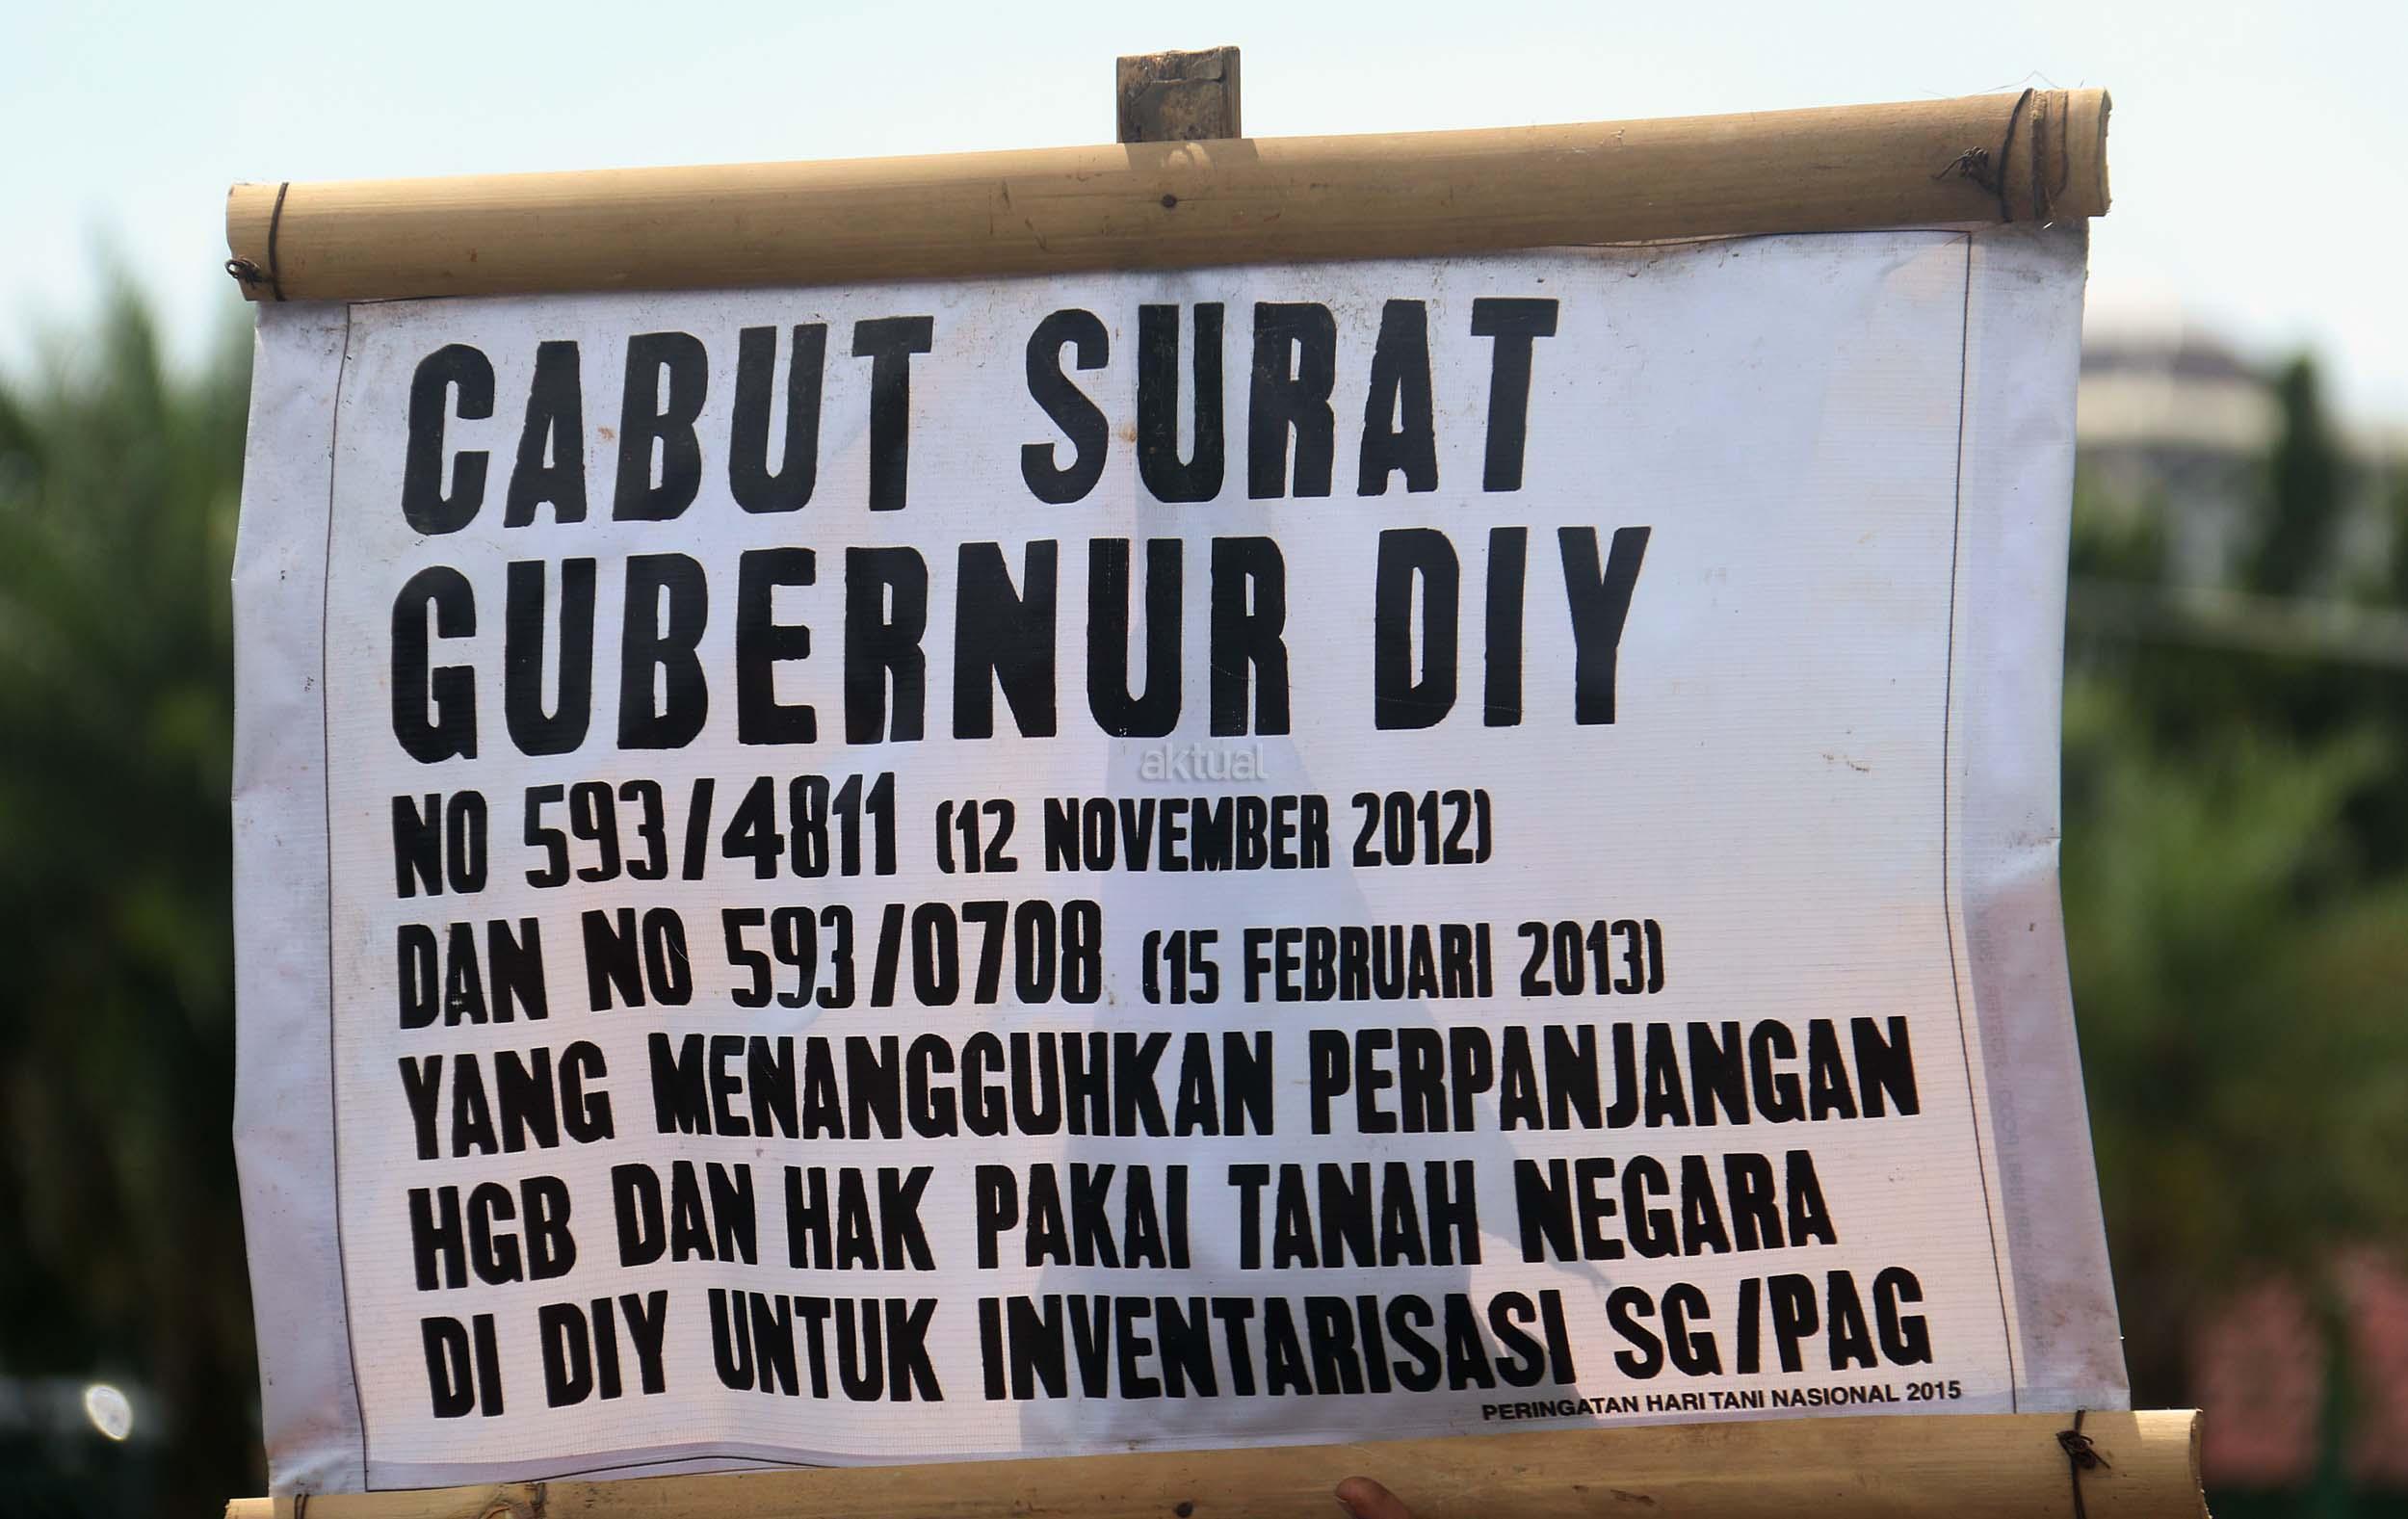 CABUT SURAT
GUBERNUR DIY
aktual
NO 593/4811 (12 NOVEMBER 2012)
DAN NO 593/0708 (15 FEBRUARI 2013)
YANG MENANGGUHKAN PERPANJANGAN
HGB DAN HAK PAKAI TANAH NEGARA
DI DIY UNTUK INVENTARISASI SG/PAG
PERINGATAN HARI TANI NASIONAL 2015